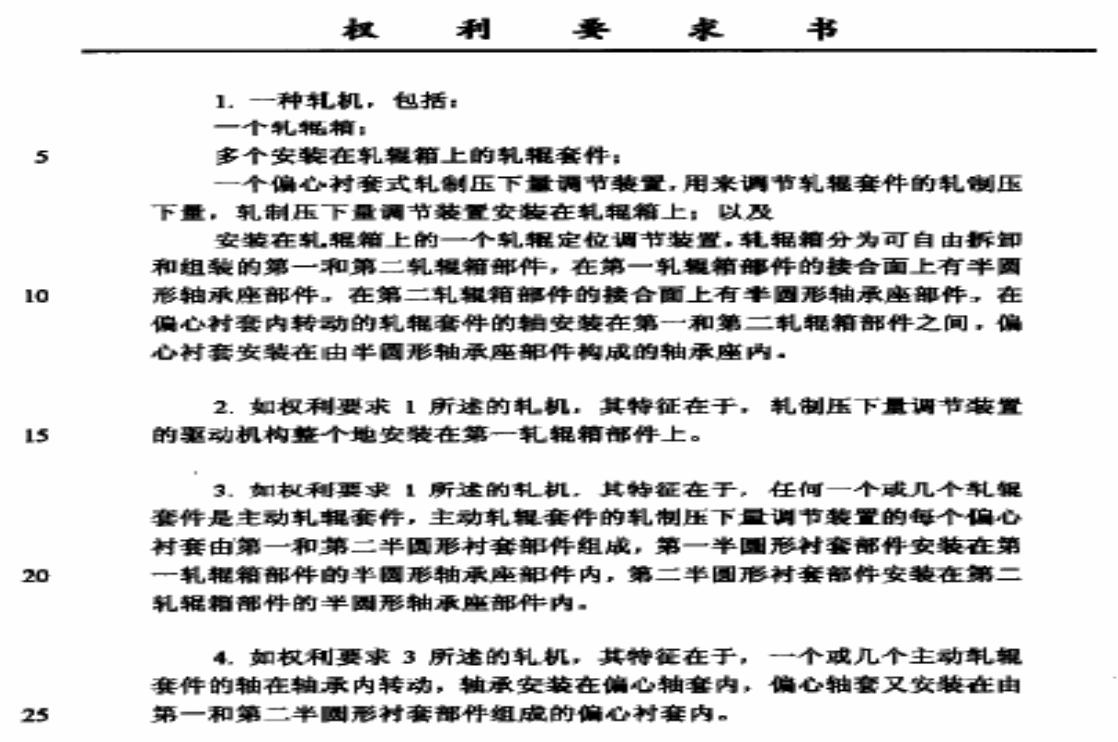 权利要求书
1. 一种轧机，包括：
一个轧辊箱；
5 多个安装在轧辊箱上的轧辊套件；
一个偏心衬套式轧制压下量调节装置，用来调节轧辊套件的轧制压
下量，轧制压下量调节装置安装在轧辊箱上；以及
安装在轧辊箱上的一个轧辊定位调节装置，轧辊箱分为可自由拆卸
和组装的第一和第二轧辊箱部件，在第一轧辊箱部件的接合面上有半圆
10 形轴承座部件，在第二轧辊箱部件的接合面上有半圆形轴承座部件，在
偏心衬套内转动的轧辊套件的轴安装在第一和第二轧辊箱部件之间，偏
心衬套安装在由半圆形轴承座部件构成的轴承座内。
2. 如权利要求 1 所述的轧机，其特征在于，轧制压下量调节装置
15 的驱动机构整个地安装在第一轧辊箱部件上。
3. 如权利要求 1 所述的轧机，其特征在于，任何一个或几个轧辊
套件是主动轧辊套件，主动轧辊套件的轧制压下量调节装置的每个偏心
衬套由第一和第二半圆形衬套部件组成，第一半圆形衬套部件安装在第
20 一轧辊箱部件的半圆形轴承座部件内，第二半圆形衬套部件安装在第二
轧辊箱部件的半圆形轴承座部件内。
4. 如权利要求 3 所述的轧机，其特征在于，一个或几个主动轧辊
套件的轴在轴承内转动，轴承安装在偏心轴套内，偏心轴套又安装在由
25 第一和第二半圆形衬套部件组成的偏心衬套内。